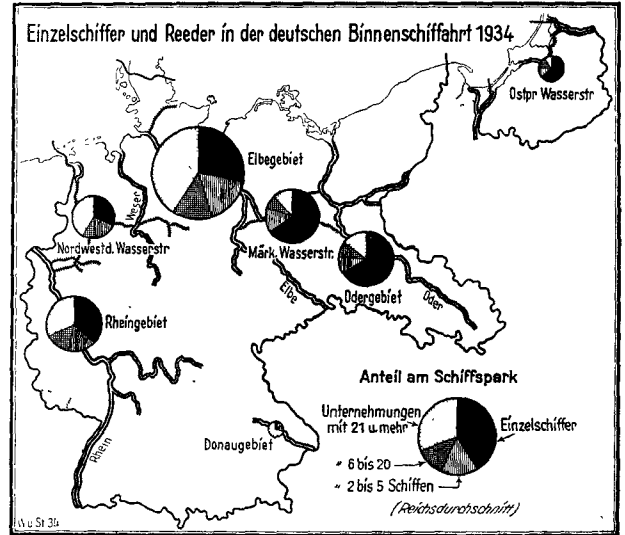 Einzelschiffer und Reeder in der deutschen Binnenschiffahrt 1934
Ostpr Wasserstr
Elbegebiet
Weser
Nordwestd. Wasserstr
Märk. Wasserstr.
Odergebiet
Elbe
Oder
Rheingebiet
Rhein
Donaugebiet
Anteil am Schiffspark
Unternehmungen
mit 21 u. mehr
Einzelschiffer
" 6 bis 20
" 2 bis 5 Schiffen
(Reichsdurchschnitt)
W u St 34